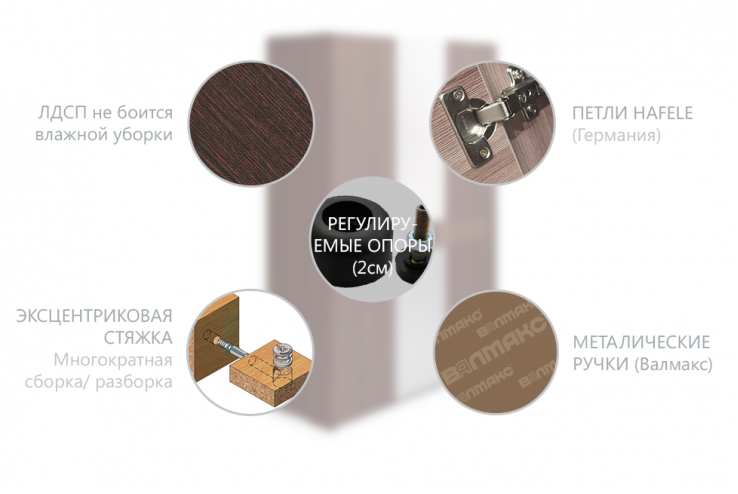 ЛДСП не боится
влажной уборки
ПЕТЛИ HAFELE
(Германия)
РЕГУЛИРУ-
ЕМЫЕ ОПОРЫ
(2см)
ЭКСЦЕНТРИКОВАЯ
СТЯЖКА
Многократная
сборка/ разборка
МЕТАЛИЧЕСКИЕ
РУЧКИ (Валмакс)
ВАЛМАКС
ВАЛМАКС
ВАЛМАКС
ВАЛМАКС